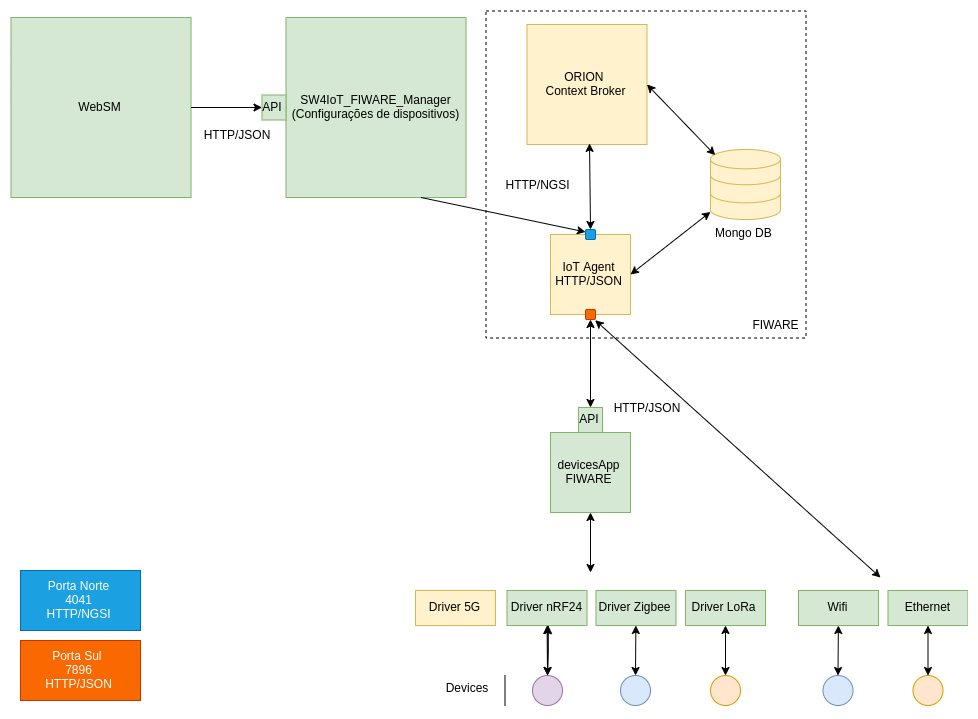 WebSM
HTTP/JSON
API
SW4IoT_FIWARE_Manager
(Configurações de dispositivos)
ORION
Context Broker
HTTP/NGSI
Mongo DB
IoT Agent
HTTP/JSON
FIWARE
HTTP/JSON
API
devicesApp
FIWARE
Porta Norte
4041
HTTP/NGSI
Porta Sul
7896
HTTP/JSON
Driver 5G
Driver nRF24
Driver Zigbee
Driver LoRa
Wifi
Ethernet
Devices